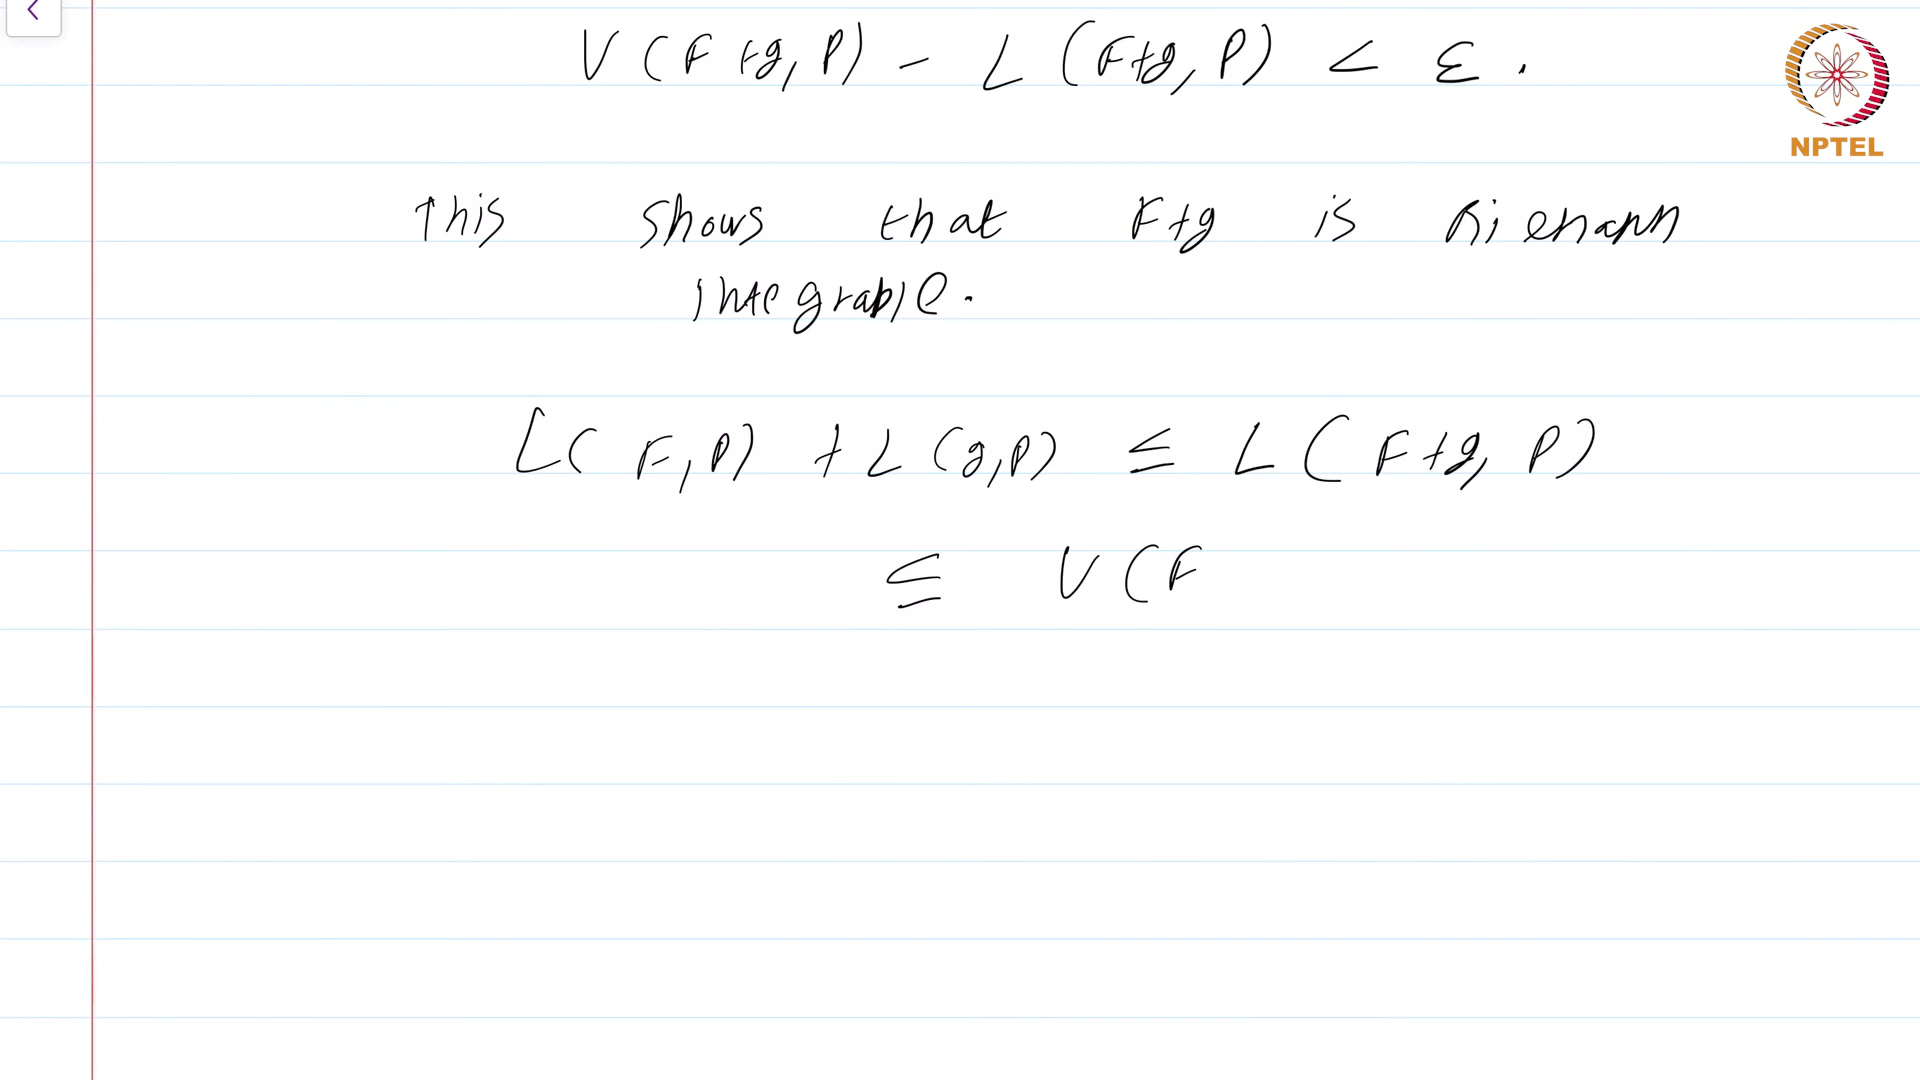 U(F+g, P) - L(F+g, P) < ε.
NPTEL
This shows that F+g is Riemann
integrable.
L(F,P) + L(g,P) ≤ L(F+g, P)
≤ U(F